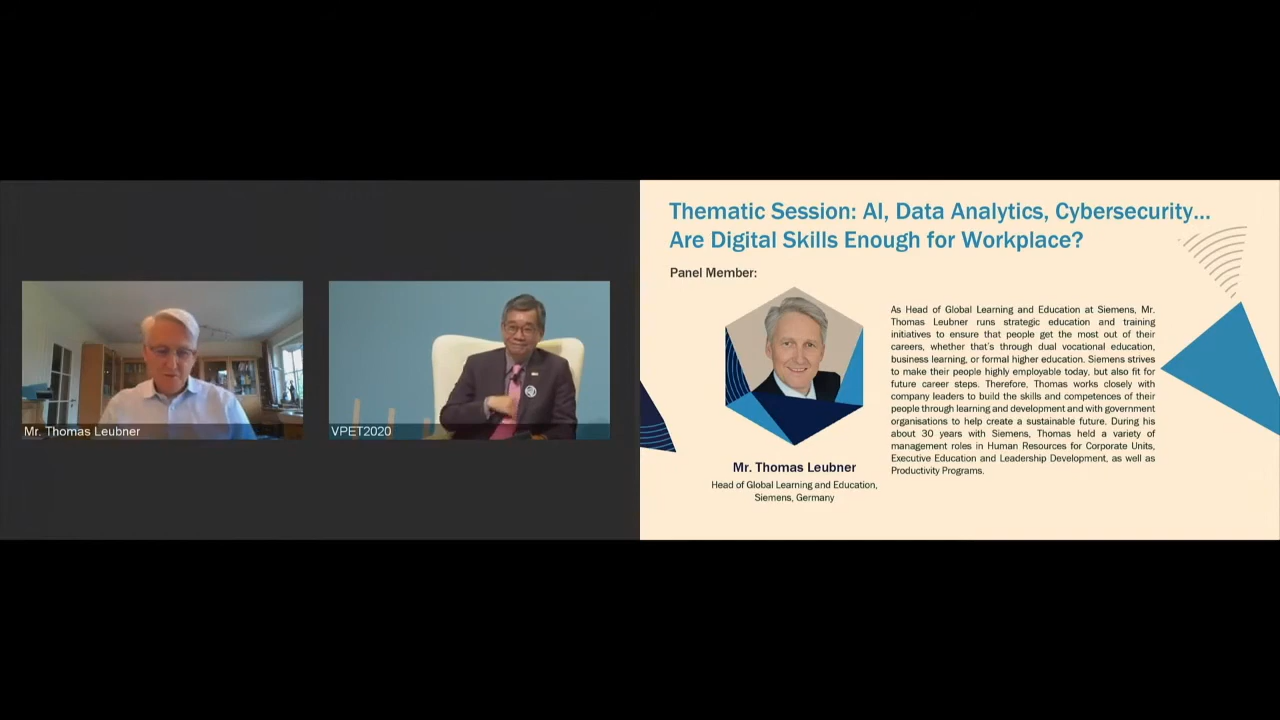 Mr. Thomas Leubner
VPET2020
Thematic Session: AI, Data Analytics, Cybersecurity...
Are Digital Skills Enough for Workplace?
Panel Member:
Mr. Thomas Leubner
Head of Global Learning and Education,
Siemens, Germany
As Head of Global Learning and Education at Siemens, Mr.
Thomas Leubner runs strategic education and training
initiatives to ensure that people get the most out of their
careers, whether that's through dual vocational education,
business learning, or formal higher education. Siemens strives
to make their people highly employable today, but also fit for
future career steps. Therefore, Thomas works closely with
company leaders to build the skills and competences of their
people through learning and development and with government
organisations to help create a sustainable future. During his
about 30 years with Siemens, Thomas held a variety of
management roles in Human Resources for Corporate Units,
Executive Education and Leadership Development, as well as
Productivity Programs.